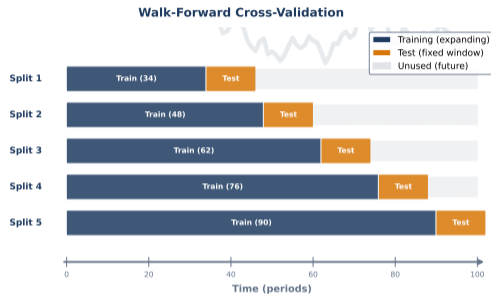 Walk-Forward Cross-Validation
Training (expanding)
Test (fixed window)
Unused (future)
Split 1
Train (34)
Test
Split 2
Train (48)
Test
Split 3
Train (62)
Test
Split 4
Train (76)
Test
Split 5
Train (90)
Test
0
20
40
60
80
100
Time (periods)